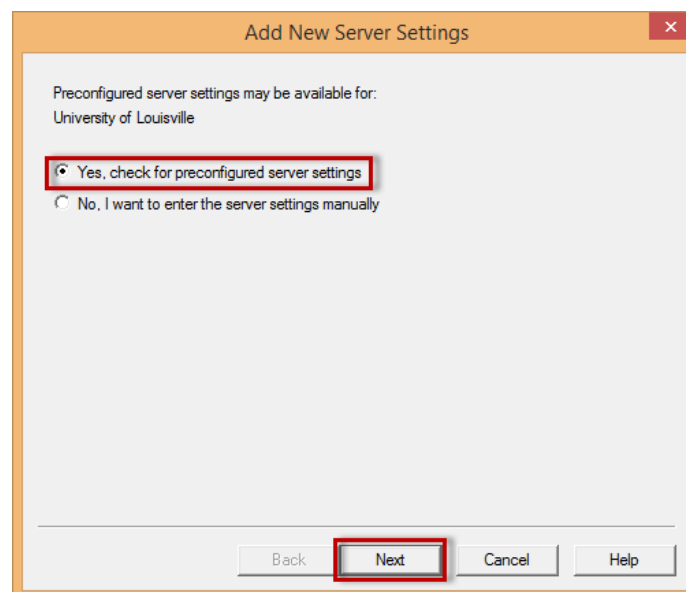 Add New Server Settings
Preconfigured server settings may be available for:
University of Louisville
Yes, check for preconfigured server settings
No, I want to enter the server settings manually
Back Next Cancel Help